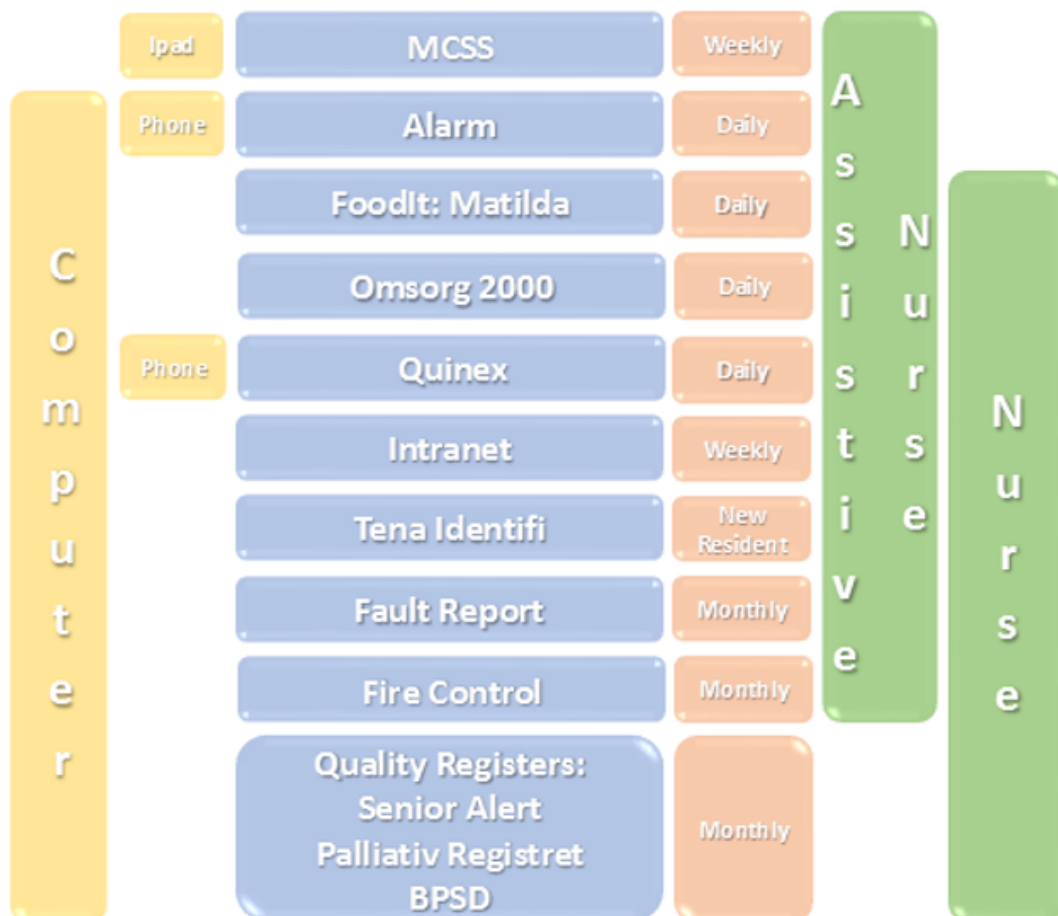 Ipad
MCSS
Weekly
Phone
Alarm
Daily
FoodIt: Matilda
Daily
Omsorg 2000
Daily
Phone
Quinex
Daily
Intranet
Weekly
Tena Identifi
New
Resident
Fault Report
Monthly
Fire Control
Monthly
Quality Registers:
Senior Alert
Palliativ Registret
BPSD
Monthly
Computer
Assistive
Nurse
Nurse